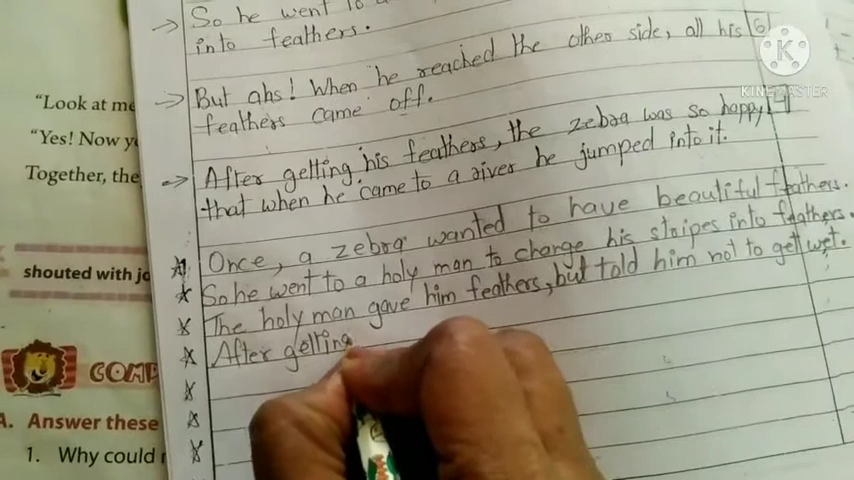 So he went to a
into feathers.
But ahs! When he reached the other side, all his 6
feathers came off.
After getting his feathers, the zebra was so happy, 4
that when he came to a river he jumped into it.
Once, a zebra wanted to have beautiful feathers.
So he went to a holy man to change his stripes into feathers.
The holy man gave him feathers, but told him not to get wet.
After getting
"Look at me
"Yes! Now y
Together, the
shouted with jo
COMP
A. Answer these
1. Why could
K
KINEMASTER